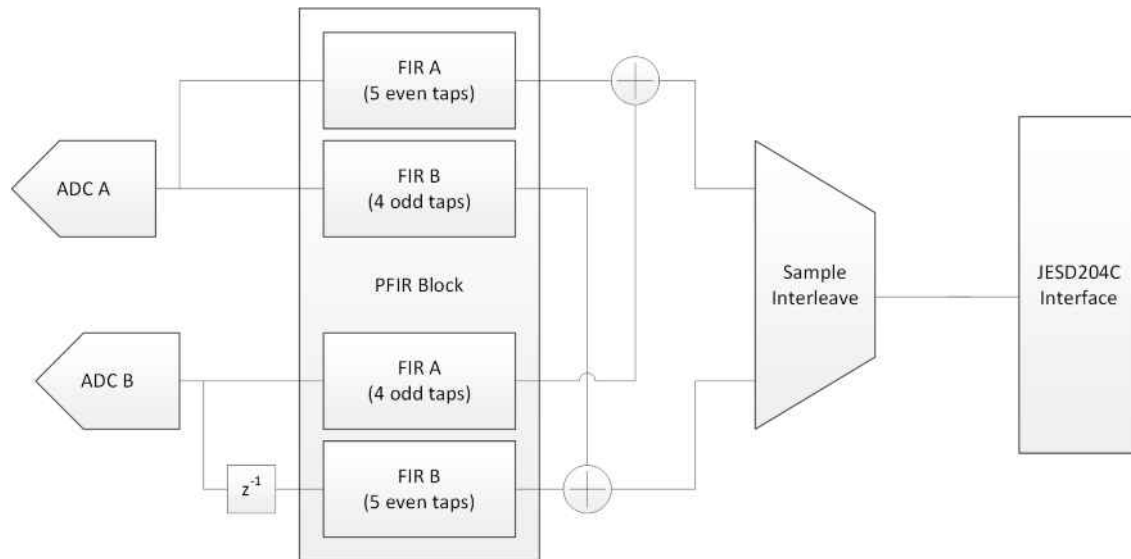 FIR A
(5 even taps)
ADC A
FIR B
(4 odd taps)
PFIR Block
Sample
Interleave
JESD204C
Interface
ADC B
FIR A
(4 odd taps)
z⁻¹
FIR B
(5 even taps)